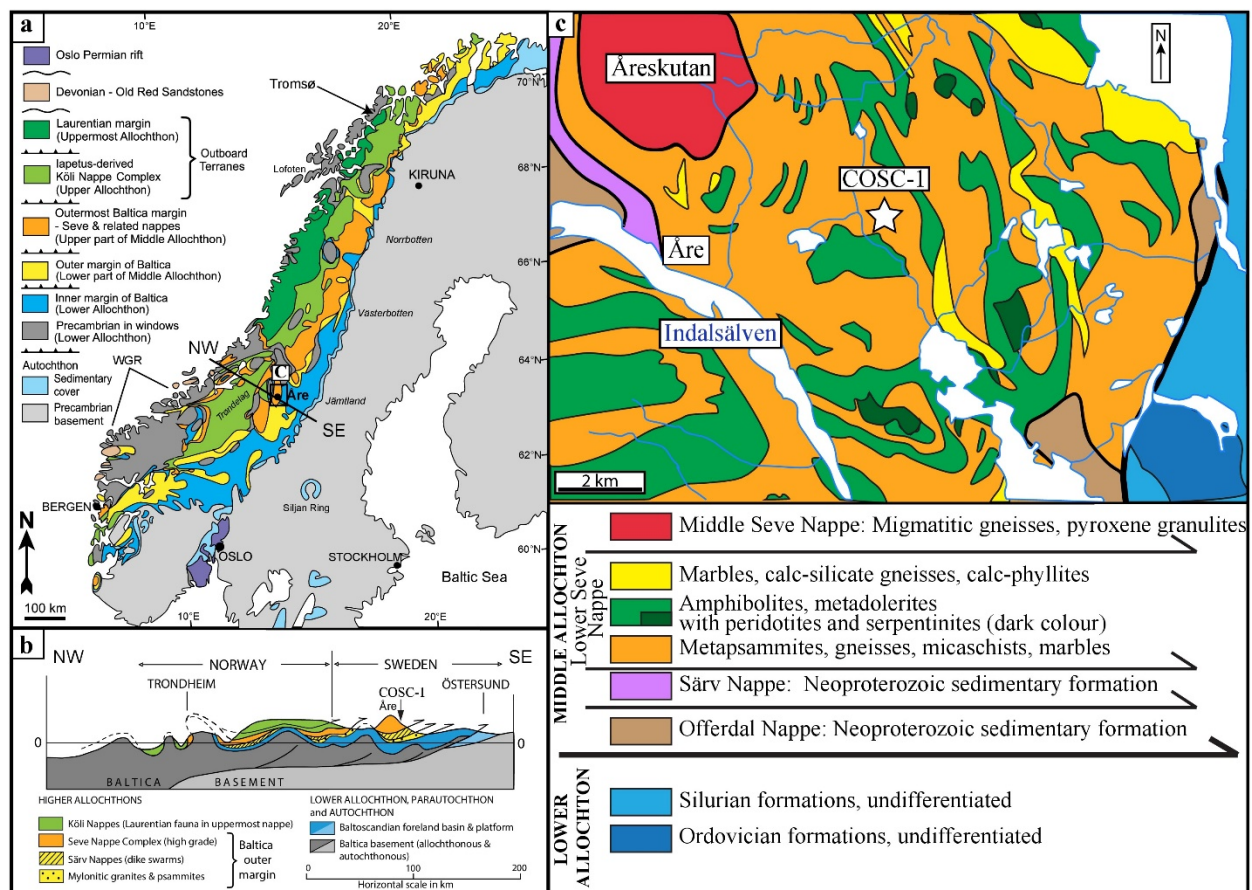 a
10°E
20°E
Oslo Permian rift
Devonian - Old Red Sandstones
Laurentian margin
(Uppermost Allochthon)
Iapetus-derived
Köli Nappe Complex
(Upper Allochthon)
Outboard
Terranes
Outermost Baltica margin
- Seve & related nappes
(Upper part of Middle Allochthon)
Outer margin of Baltica
(Lower part of Middle Allochthon)
Inner margin of Baltica
(Lower Allochthon)
Precambrian in windows
(Lower Allochthon)
Autochthon
Sedimentary
cover
Precambrian
basement
WGR
Tromsø
70°N
Lofoten
68°N
KIRUNA
Norrbotten
66°N
Västerbotten
NW
64°N
C
Åre
Trøndelag
Jämtland
SE
62°N
BERGEN
Siljan Ring
N
OSLO
STOCKHOLM
60°N
Baltic Sea
100 km
10°E
20°E
b
NW
SE
NORWAY
SWEDEN
TRONDHEIM
COSC-1
Åre
ÖSTERSUND
0
0
BALTICA
BASEMENT
HIGHER ALLOCHTHONS
Köli Nappes (Laurentian fauna in uppermost nappe)
Seve Nappe Complex (high grade)
Särv Nappes (dike swarms)
Mylonitic granites & psammites
Baltica
outer
margin
LOWER ALLOCHTHON, PARAUTOCHTHON
and AUTOCHTHON
Baltoscandian foreland basin & platform
Baltica basement (allochthonous &
autochthonous)
0
100
200
Horizontal scale in km
c
Åreskutan
N
COSC-1
Åre
Indalsälven
2 km
MIDDLE ALLOCHTON
Lower Seve
Nappe
Middle Seve Nappe: Migmatitic gneisses, pyroxene granulites
Marbles, calc-silicate gneisses, calc-phyllites
Amphibolites, metadolerites
with peridotites and serpentinites (dark colour)
Metapsammites, gneisses, micaschists, marbles
Särv Nappe: Neoproterozoic sedimentary formation
Offerdal Nappe: Neoproterozoic sedimentary formation
LOWER
ALLOCHTON
Silurian formations, undifferentiated
Ordovician formations, undifferentiated